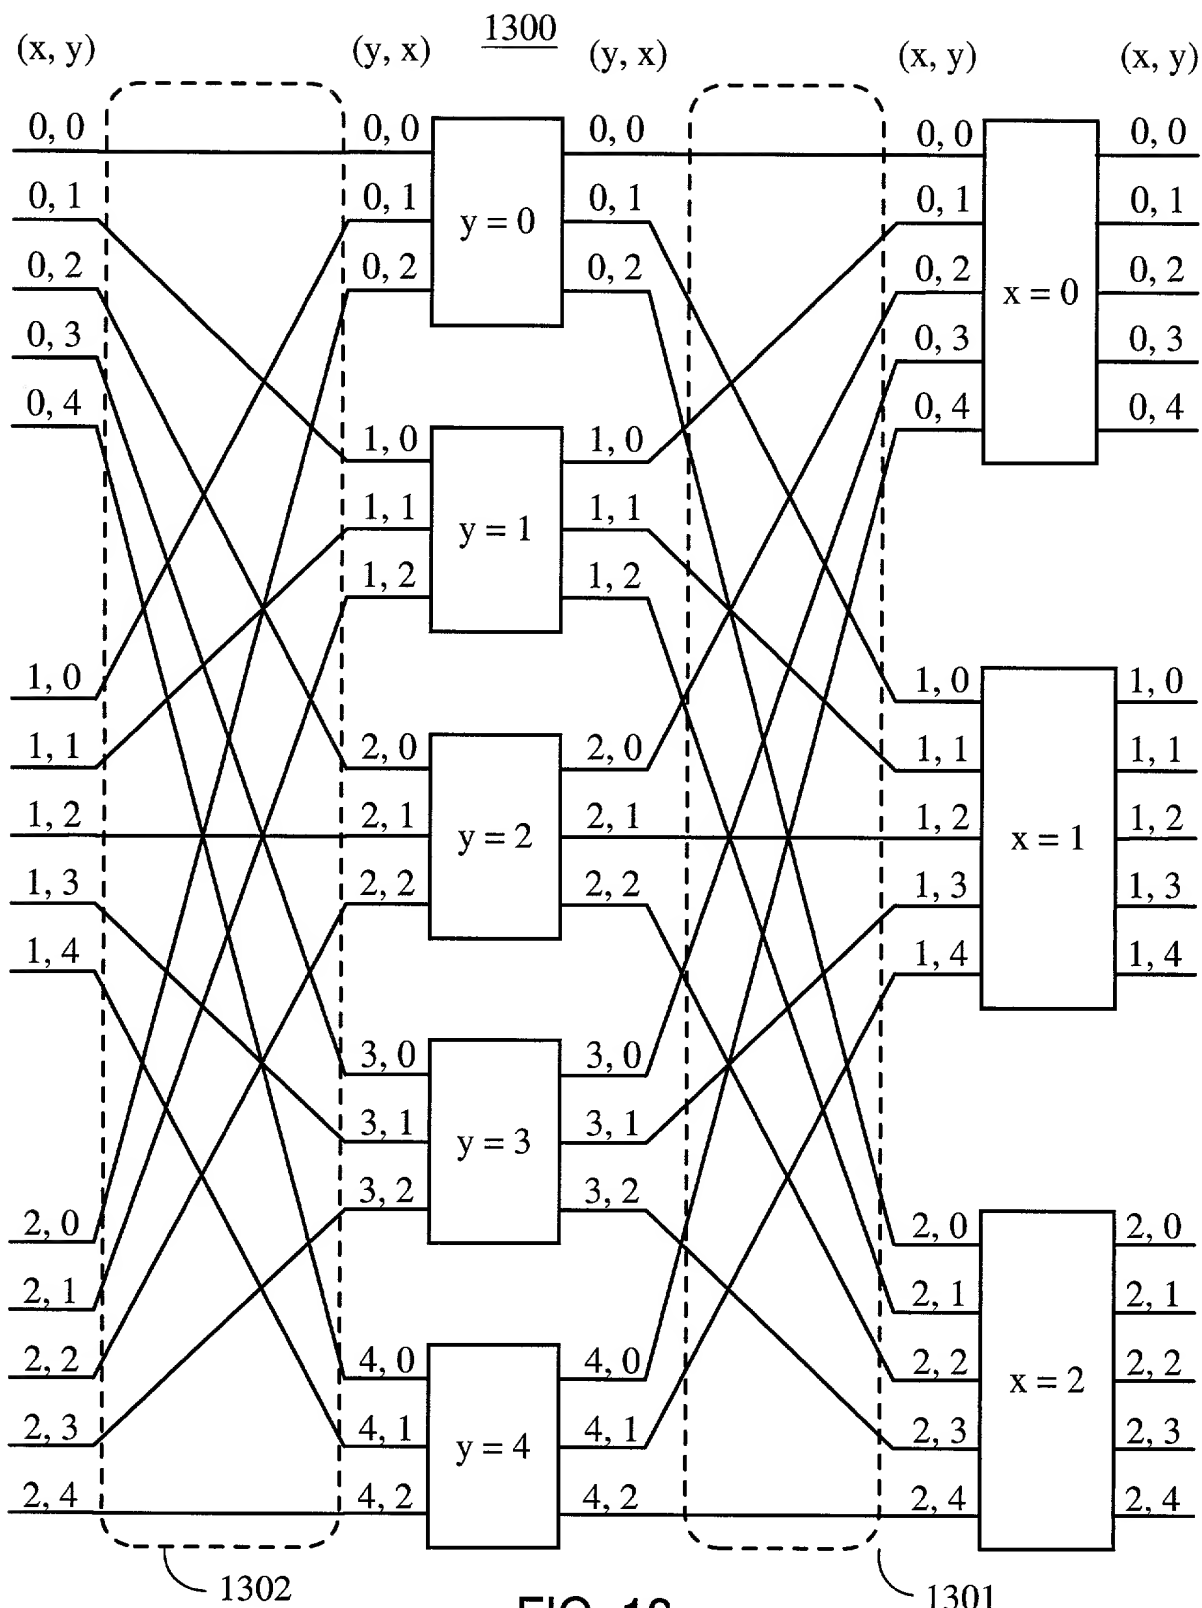 1300
(x, y) (y, x) (y, x) (x, y) (x, y)
0, 0 0, 0 0, 0 0, 0 0, 0
0, 1 0, 1 y = 0 0, 1 0, 1 0, 1
0, 2 0, 2 0, 2 0, 2 x = 0 0, 2
0, 3 0, 3 0, 3
0, 4 0, 4 0, 4
1, 0 1, 0
1, 1 y = 1 1, 1
1, 2 1, 2
1, 0 1, 0 1, 0
1, 1 2, 0 2, 0 1, 1 1, 1
1, 2 2, 1 y = 2 2, 1 1, 2 x = 1 1, 2
1, 3 2, 2 2, 2 1, 3 1, 3
1, 4 1, 4 1, 4
3, 0 3, 0
3, 1 y = 3 3, 1
3, 2 3, 2
2, 0 2, 0 2, 0
2, 1 2, 1 2, 1
2, 2 4, 0 4, 0 2, 2 x = 2 2, 2
2, 3 4, 1 y = 4 4, 1 2, 3 2, 3
2, 4 4, 2 4, 2 2, 4 2, 4
1302 1301
FIG.